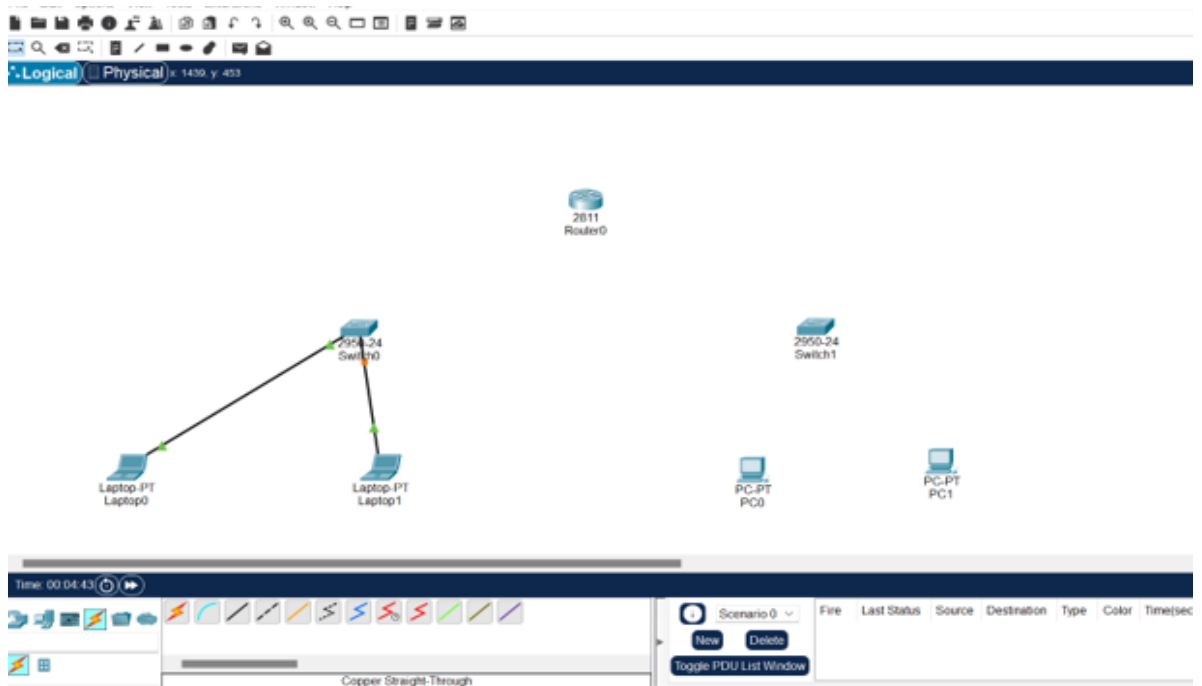 Logical Physical x: 1439, y: 453
2811
Router0
2950-24
Switch0
2950-24
Switch1
Laptop-PT
Laptop0
Laptop-PT
Laptop1
PC-PT
PC0
PC-PT
PC1
Time: 00:04:43
Scenario 0
Fire Last Status Source Destination Type Color Time(sec
New Delete
Toggle PDU List Window
Copper Straight-Through